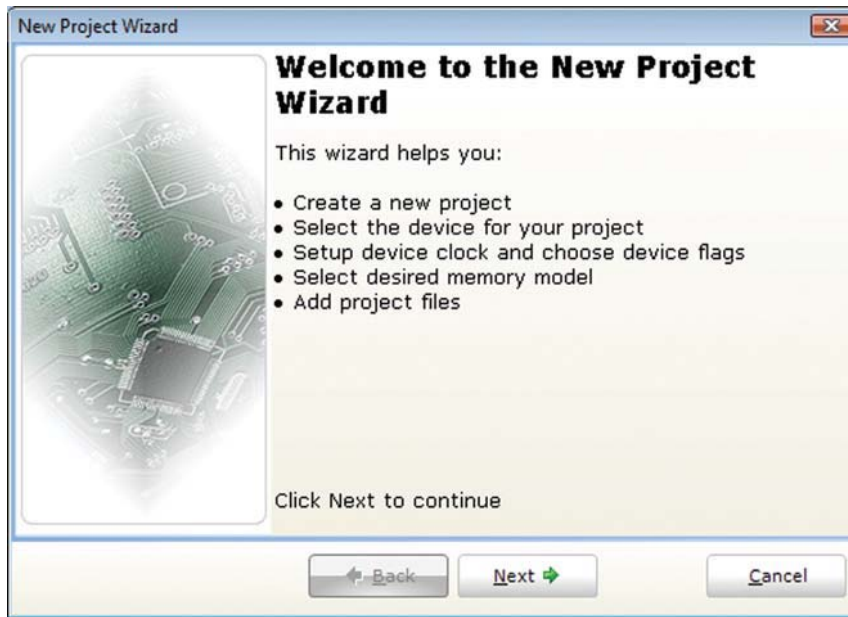 New Project Wizard
Welcome to the New Project
Wizard
This wizard helps you:
• Create a new project
• Select the device for your project
• Setup device clock and choose device flags
• Select desired memory model
• Add project files
Click Next to continue
Back
Next
Cancel